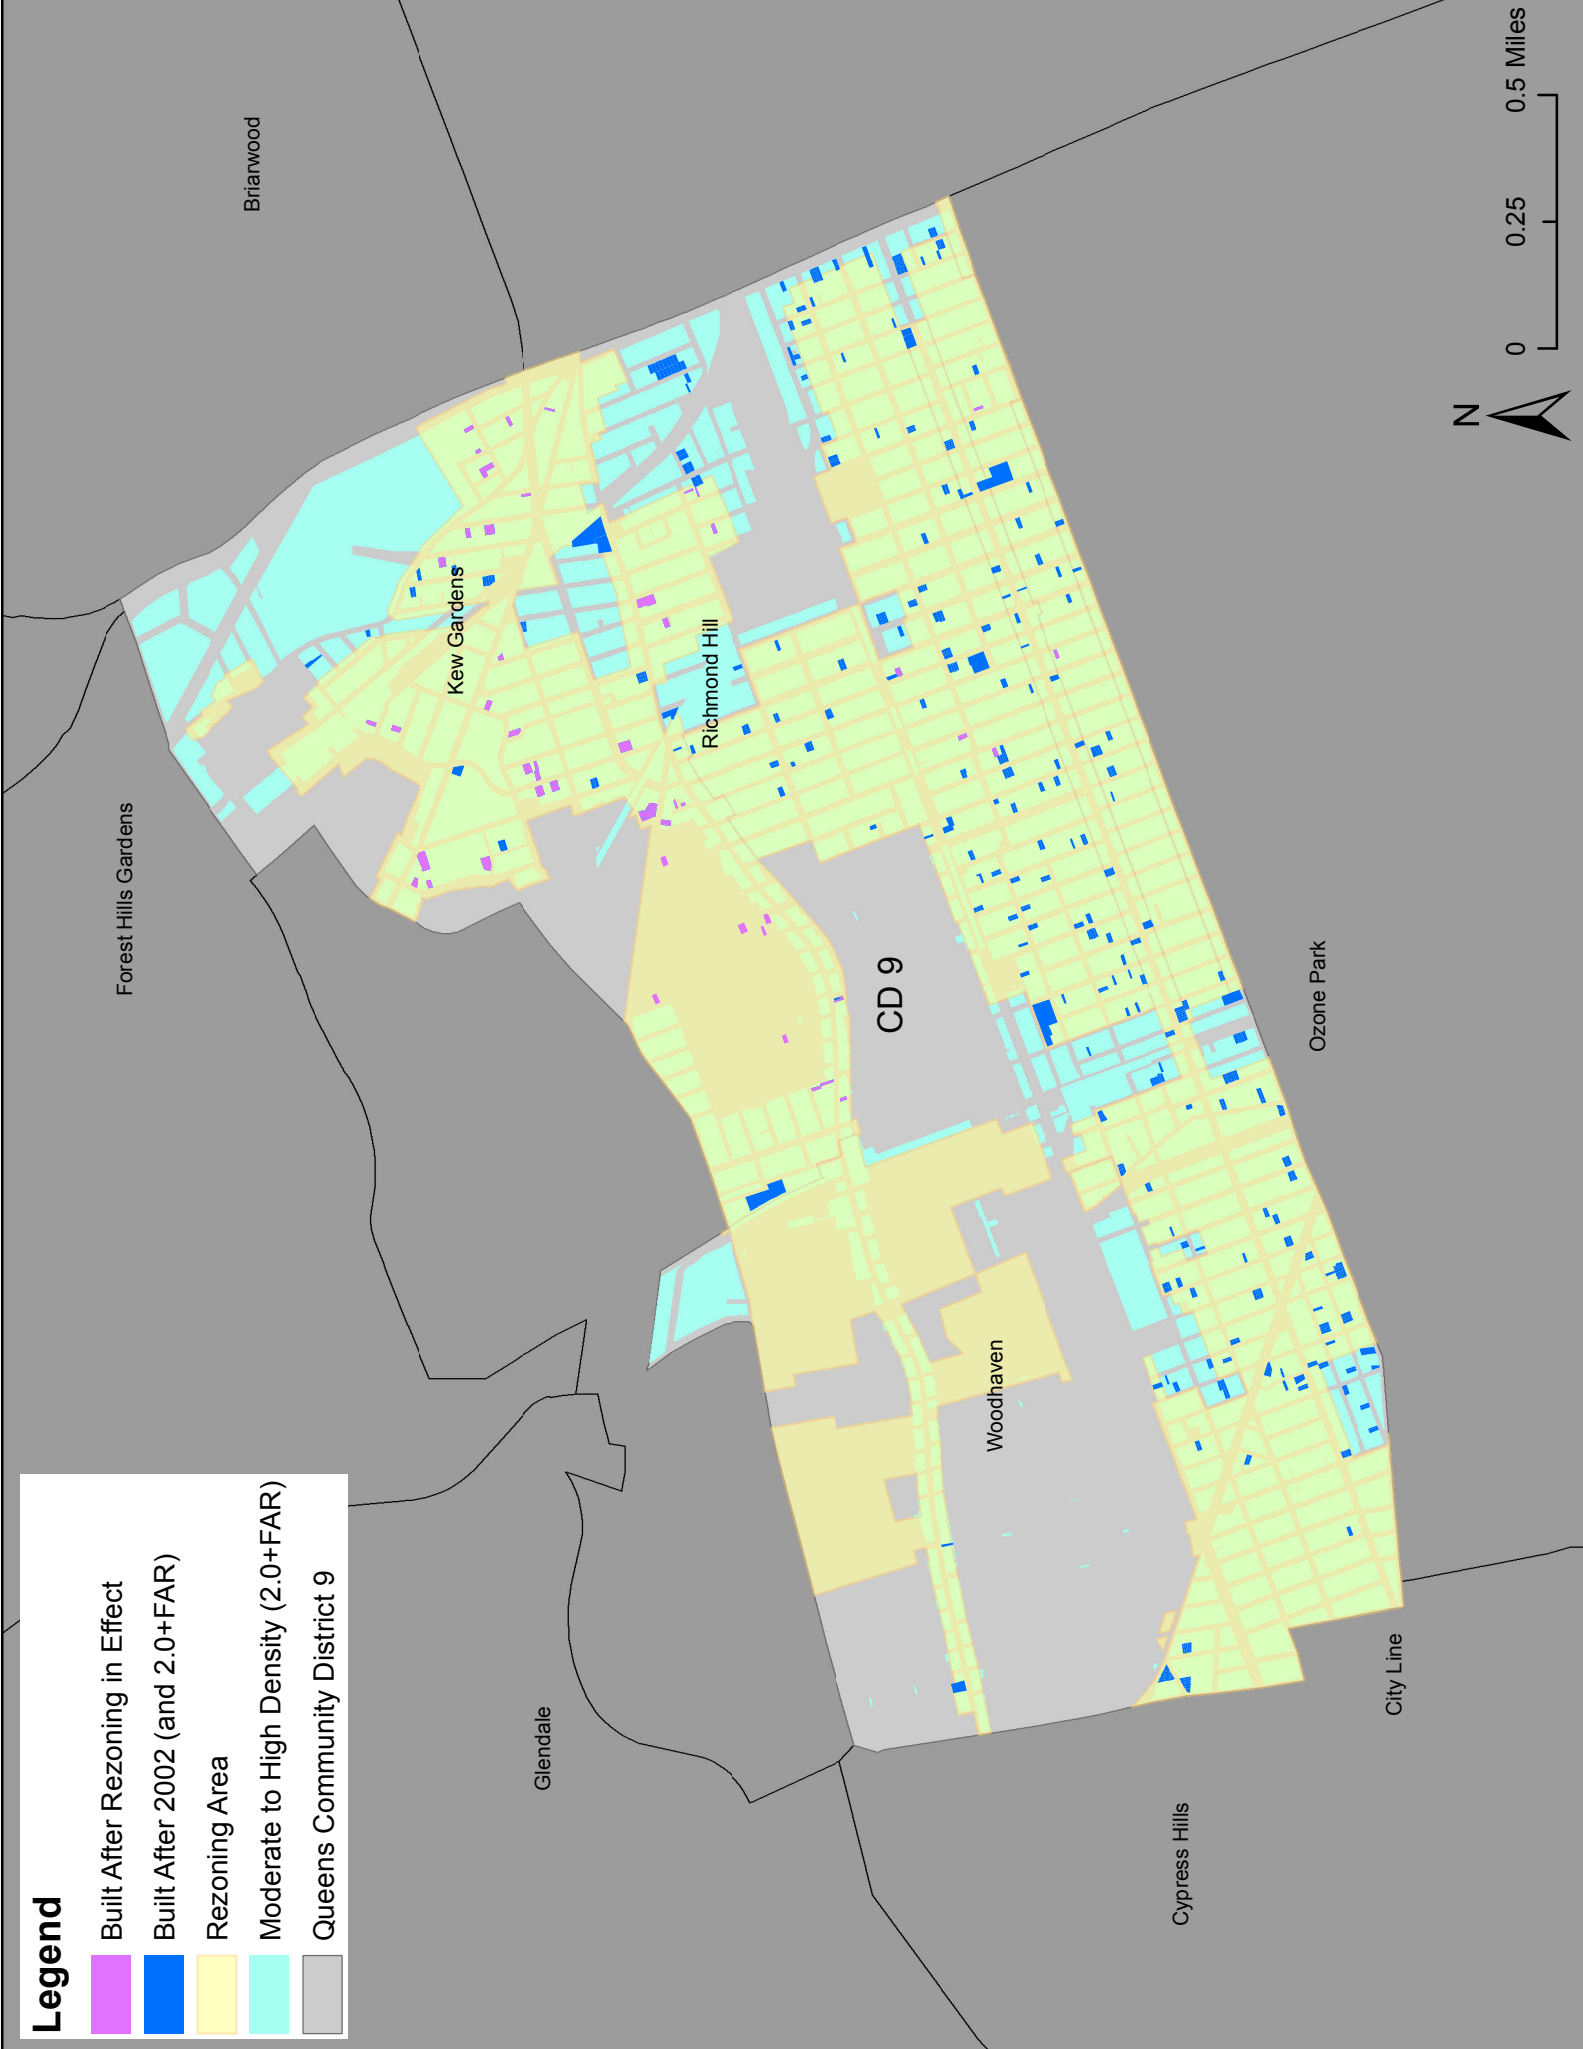 Legend
Built After Rezoning in Effect
Built After 2002 (and 2.0+FAR)
Rezoning Area
Moderate to High Density (2.0+FAR)
Queens Community District 9
Forest Hills Gardens
Briarwood
Kew Gardens
Richmond Hill
Glendale
CD 9
Woodhaven
Cypress Hills
City Line
Ozone Park
N
0 0.25 0.5 Miles